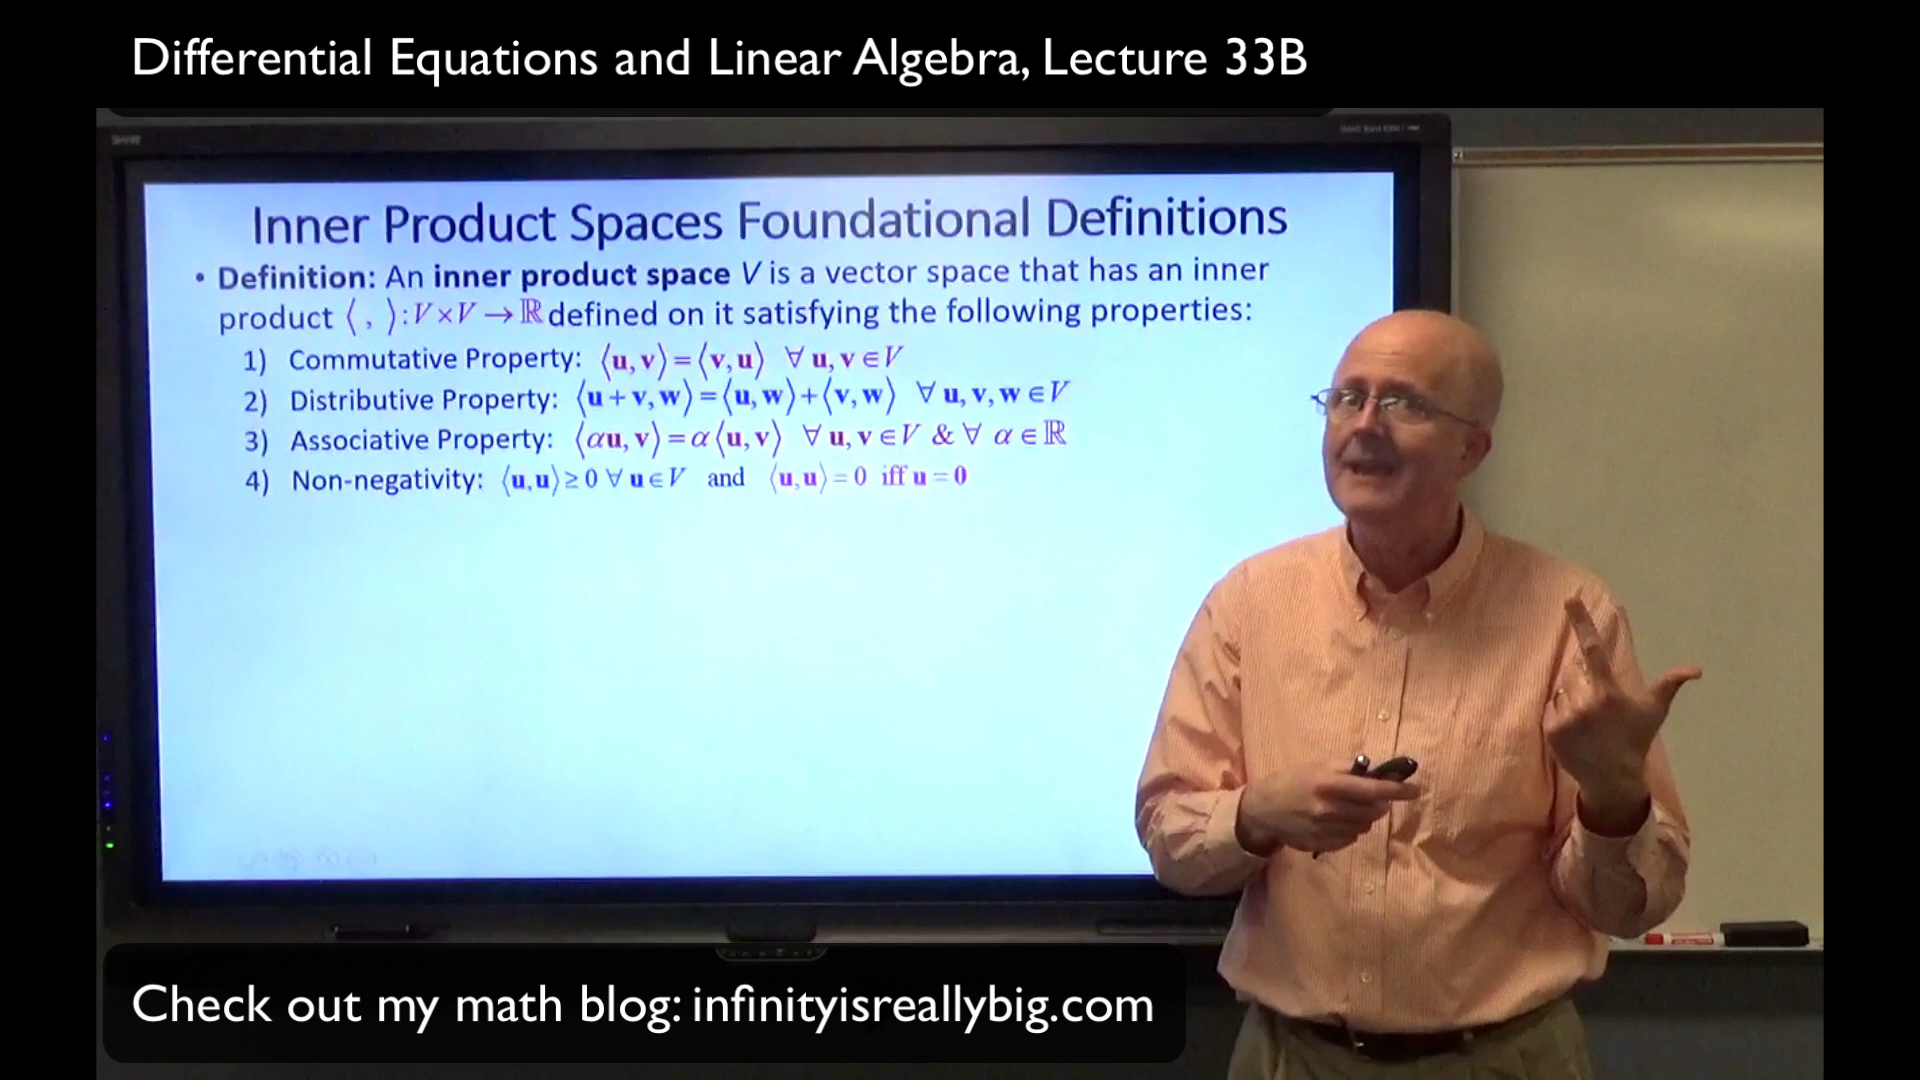 Differential Equations and Linear Algebra, Lecture 33B
Inner Product Spaces Foundational Definitions
• Definition: An inner product space V is a vector space that has an inner
product ⟨ , ⟩: V×V→ℝ defined on it satisfying the following properties:
1) Commutative Property: ⟨u, v⟩=⟨v, u⟩ ∀ u, v∈V
2) Distributive Property: ⟨u+v, w⟩=⟨u, w⟩+⟨v, w⟩ ∀ u, v, w∈V
3) Associative Property: ⟨αu, v⟩=α⟨u, v⟩ ∀ u, v∈V & ∀ α∈ℝ
4) Non-negativity: ⟨u,u⟩≥0 ∀ u∈V and ⟨u,u⟩=0 iff u=0
Check out my math blog: infinityisreallybig.com